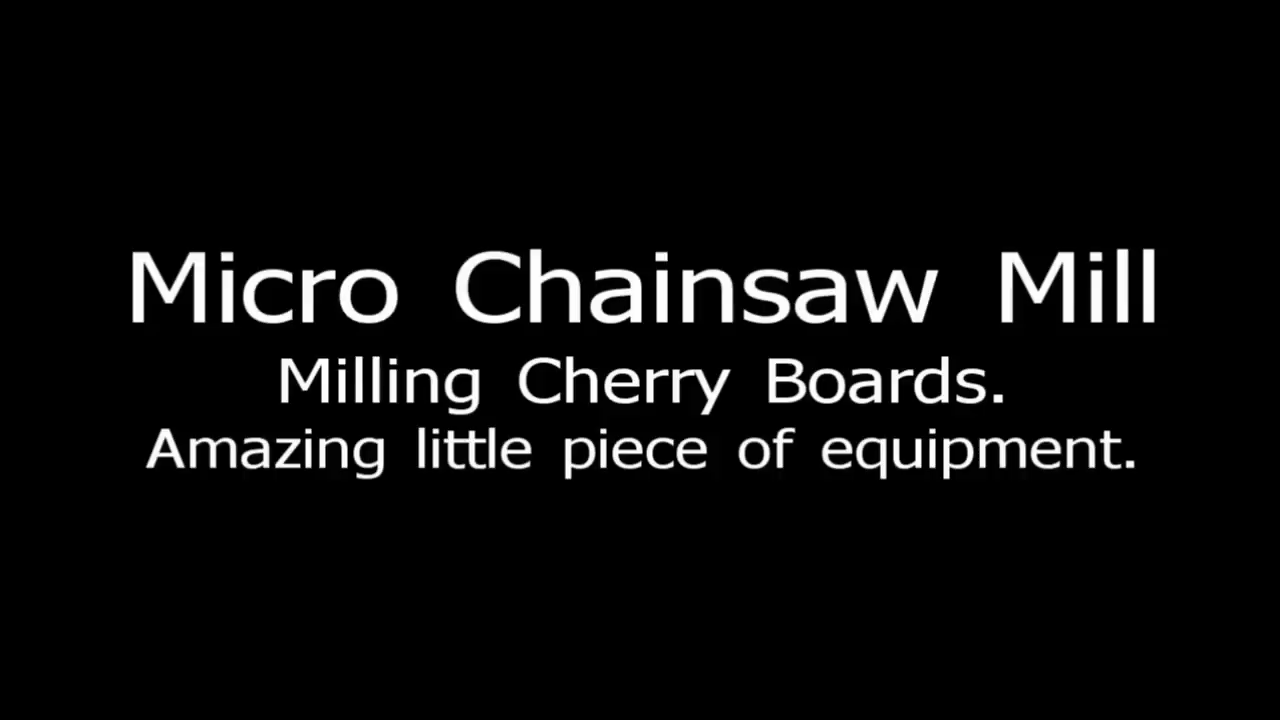 Micro Chainsaw Mill
Milling Cherry Boards.
Amazing little piece of equipment.